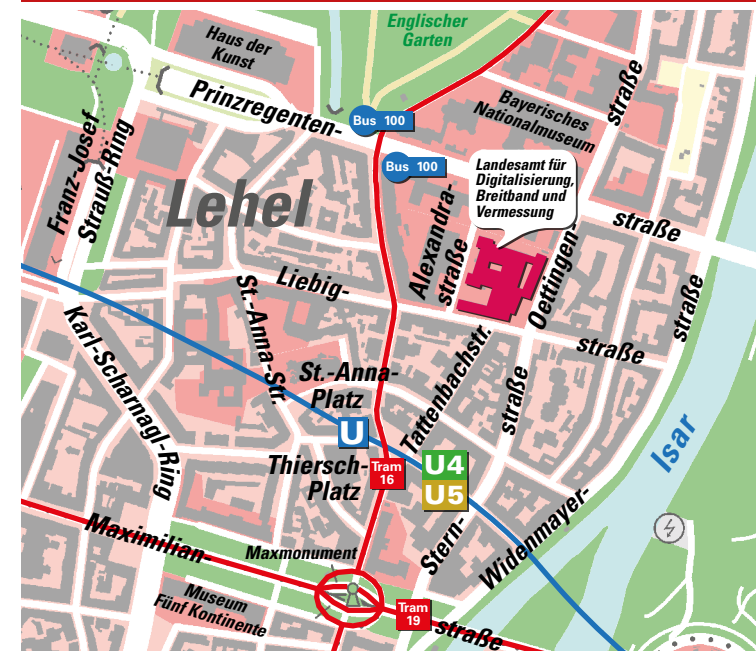 Englischer
Garten
Haus der
Kunst
Prinzregenten-
Bus 100
Bayerisches
Nationalmuseum
straße
Bus 100
Landesamt für
Digitalisierung,
Breitband und
Vermessung
Franz-Josef
Strauß-Ring
Lehel
Alexandra-
straße
straße
Oettingen-
Liebig-
St.-Anna-Str.
straße
straße
Karl-Scharnagl-Ring
St.-Anna-
Platz
Tattenbachstr.
straße
U
Thiersch-
Platz
Tram
16
U4
U5
Isar
Maximilian-
Maxmonument
Stern-
Widenmayer-
Museum
Fünf Kontinente
Tram
19
straße